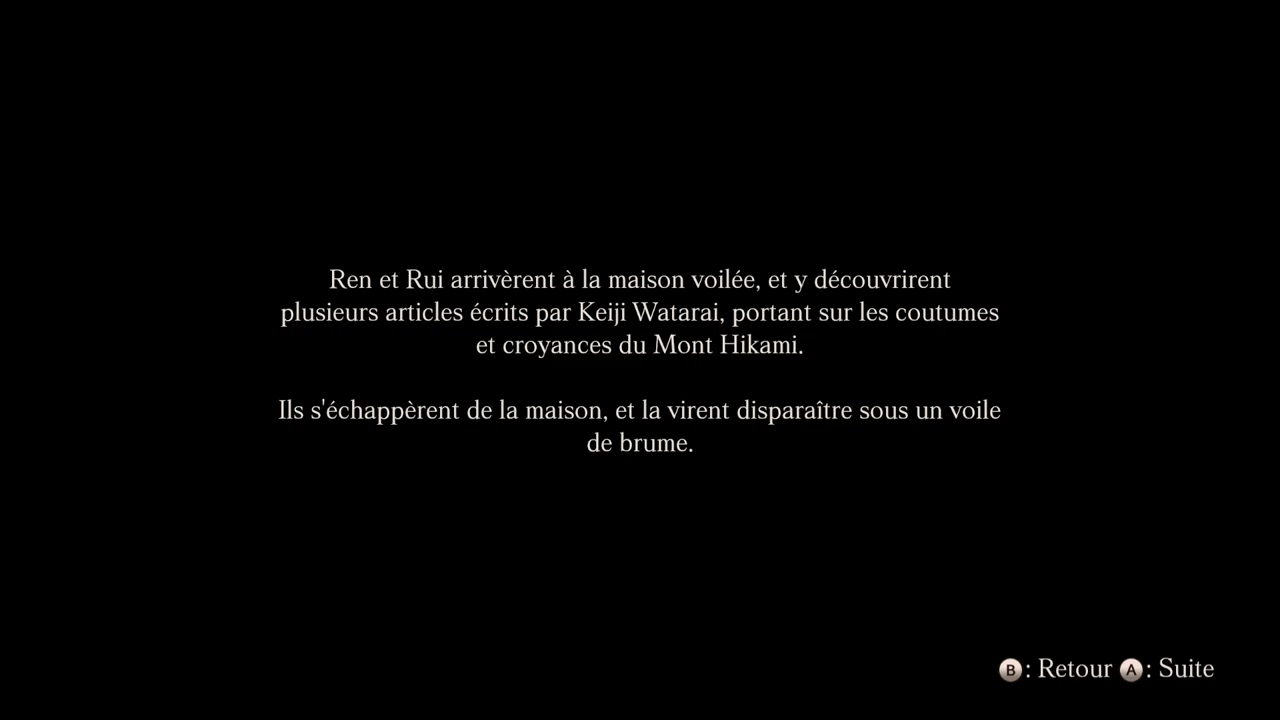 Ren et Rui arrivèrent à la maison voilée, et y découvrirent
plusieurs articles écrits par Keiji Watarai, portant sur les coutumes
et croyances du Mont Hikami.
Ils s'échappèrent de la maison, et la virent disparaître sous un voile
de brume.
B : Retour A : Suite